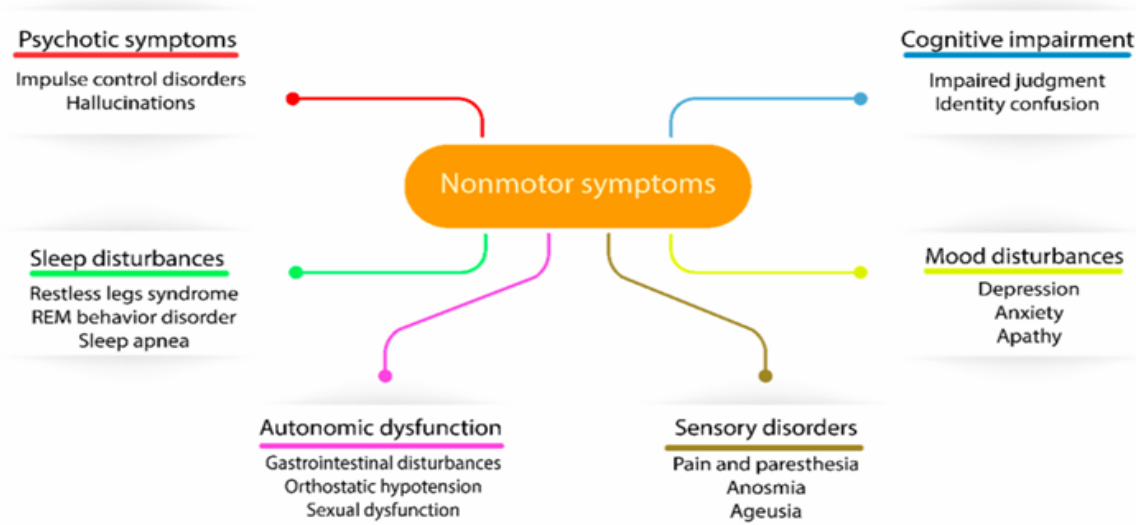 Psychotic symptoms
Impulse control disorders
Hallucinations
Cognitive impairment
Impaired judgment
Identity confusion
Nonmotor symptoms
Sleep disturbances
Restless legs syndrome
REM behavior disorder
Sleep apnea
Mood disturbances
Depression
Anxiety
Apathy
Autonomic dysfunction
Gastrointestinal disturbances
Orthostatic hypotension
Sexual dysfunction
Sensory disorders
Pain and paresthesia
Anosmia
Ageusia